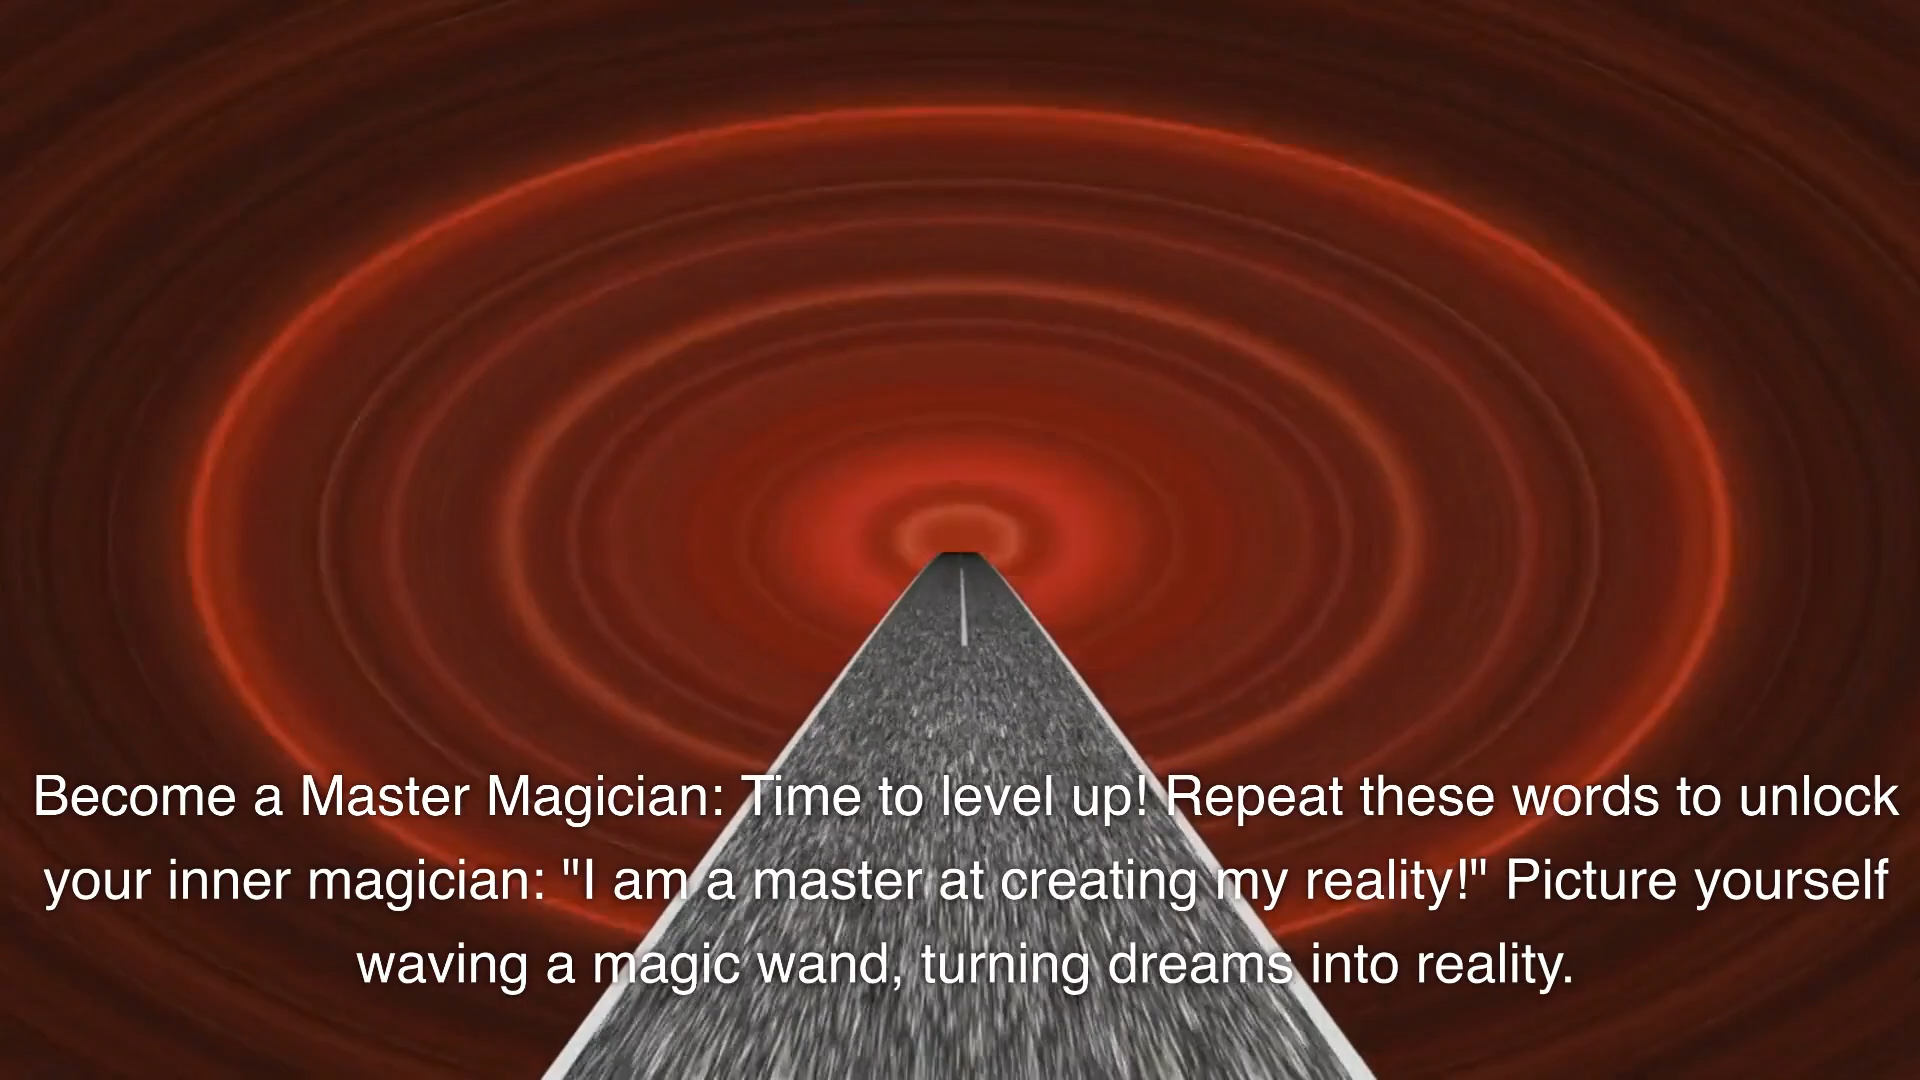 Become a Master Magician: Time to level up! Repeat these words to unlock
your inner magician: "I am a master at creating my reality!" Picture yourself
waving a magic wand, turning dreams into reality.